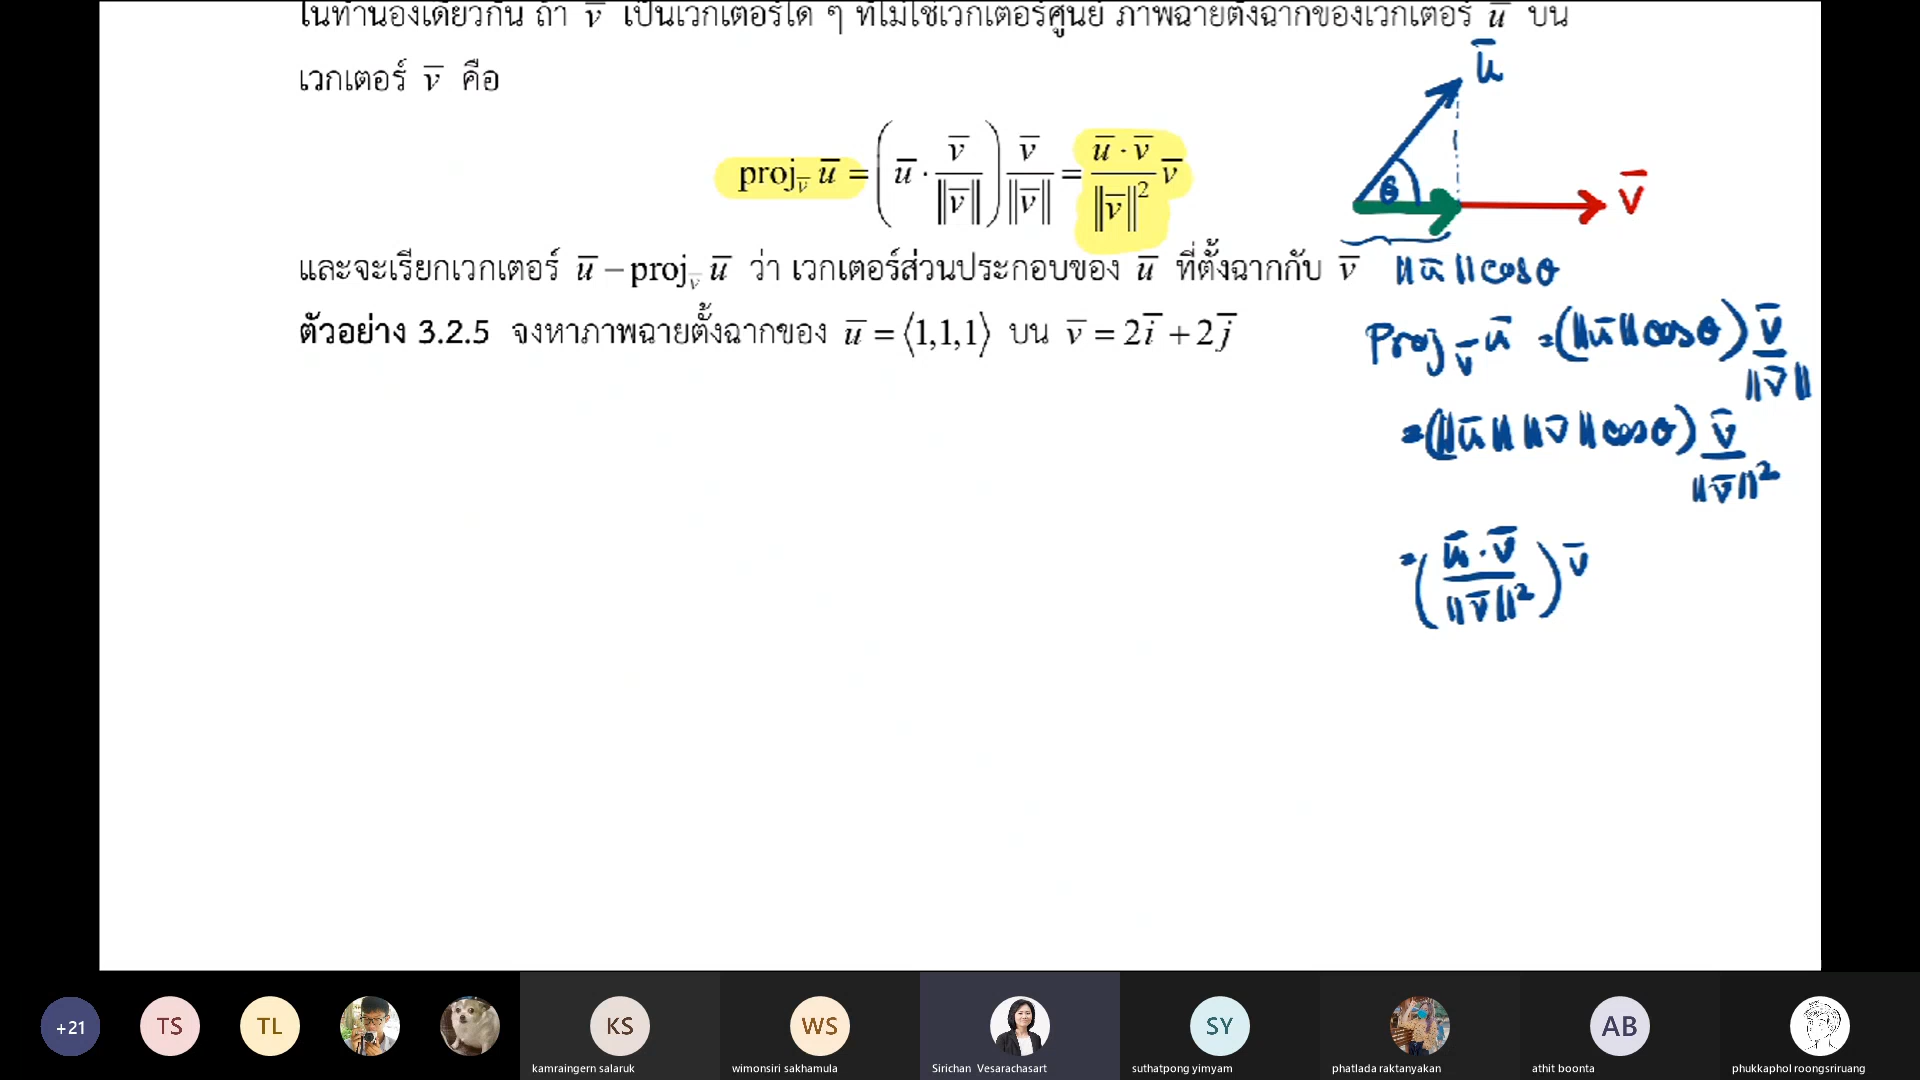 ในทำนองเดียวกัน ถ้า v̄ เป็นเวกเตอร์ใด ๆ ที่ไม่ใช่เวกเตอร์ศูนย์ ภาพฉายตั้งฉากของเวกเตอร์ ū บน
เวกเตอร์ v̄ คือ
proj_v̄ ū = (ū · v̄/‖v̄‖) v̄/‖v̄‖ = (ū · v̄)/‖v̄‖² v̄
และจะเรียกเวกเตอร์ ū − proj_v̄ ū ว่า เวกเตอร์ส่วนประกอบของ ū ที่ตั้งฉากกับ v̄
ตัวอย่าง 3.2.5 จงหาภาพฉายตั้งฉากของ ū = ⟨1,1,1⟩ บน v̄ = 2i̅ + 2j̅
ū
θ
v̄
‖ū‖cosθ
Proj_v̄ ū = (‖ū‖cosθ) v̄/‖v̄‖
= (‖ū‖‖v̄‖cosθ) v̄/‖v̄‖²
= (ū · v̄/‖v̄‖²) v̄
+21
TS
TL
KS
WS
SY
AB
kamraingern salaruk
wimonsiri sakhamula
Sirichan Vesarachasart
suthatpong yimyam
phatlada raktanyakan
athit boonta
phukkaphol roongsriruang